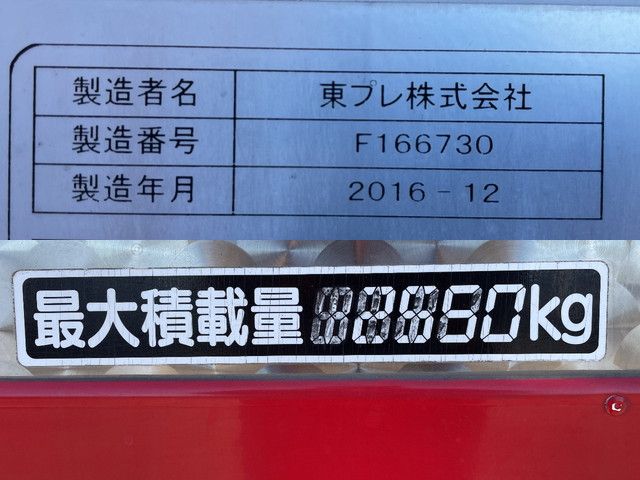 製造者名 東プレ株式会社
製造番号 F166730
製造年月 2016-12
最大積載量 kg